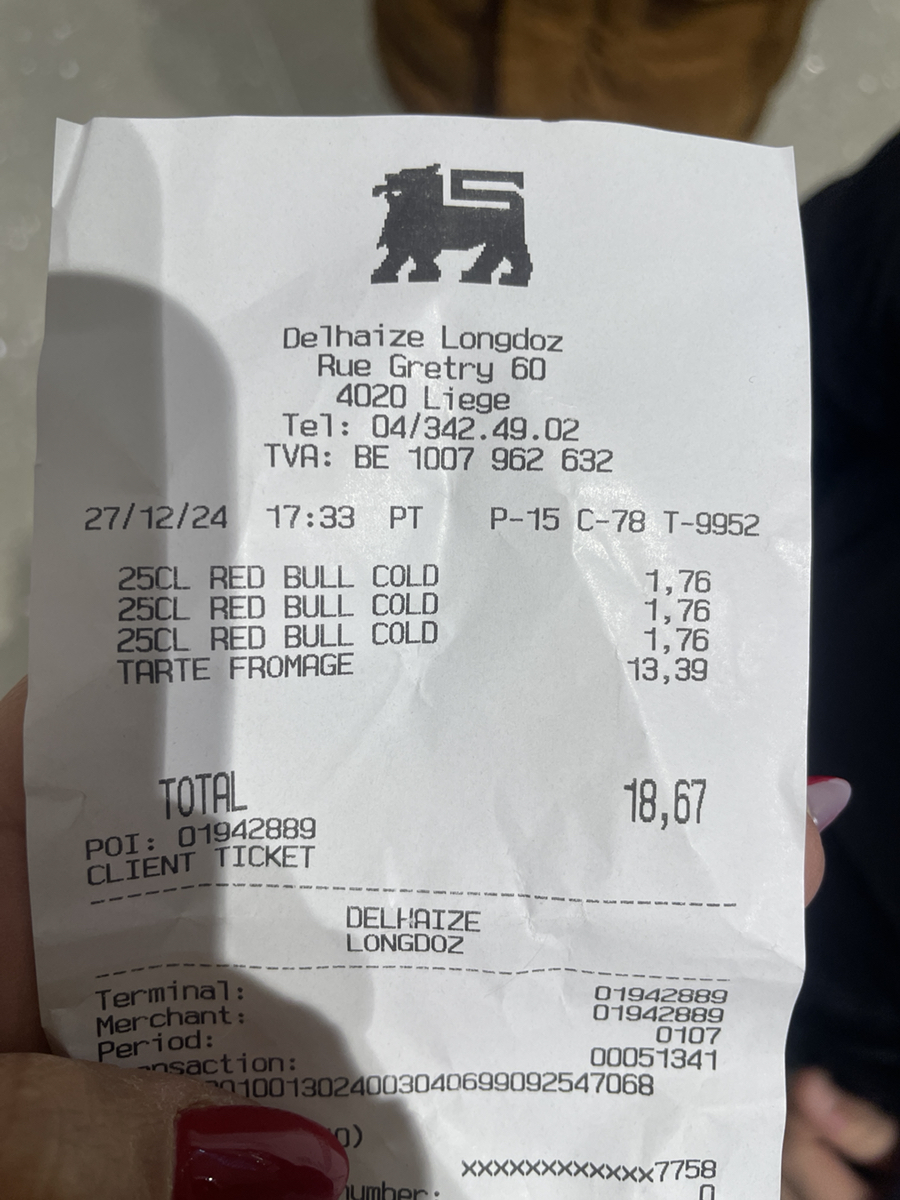 Delhaize Longdoz
Rue Gretry 60
4020 Liege
Tel: 04/342.49.02
TVA: BE 1007 962 632
27/12/24 17:33 PT P-15 C-78 T-9952
25CL RED BULL COLD 1,76
25CL RED BULL COLD 1,76
25CL RED BULL COLD 1,76
TARTE FROMAGE 13,39
TOTAL 18,67
POI: 01942889
CLIENT TICKET
DELHAIZE
LONGDOZ
Terminal: 01942889
Merchant: 01942889
Period: 0107
00051341
xxxxxxxxxxxx7758
0